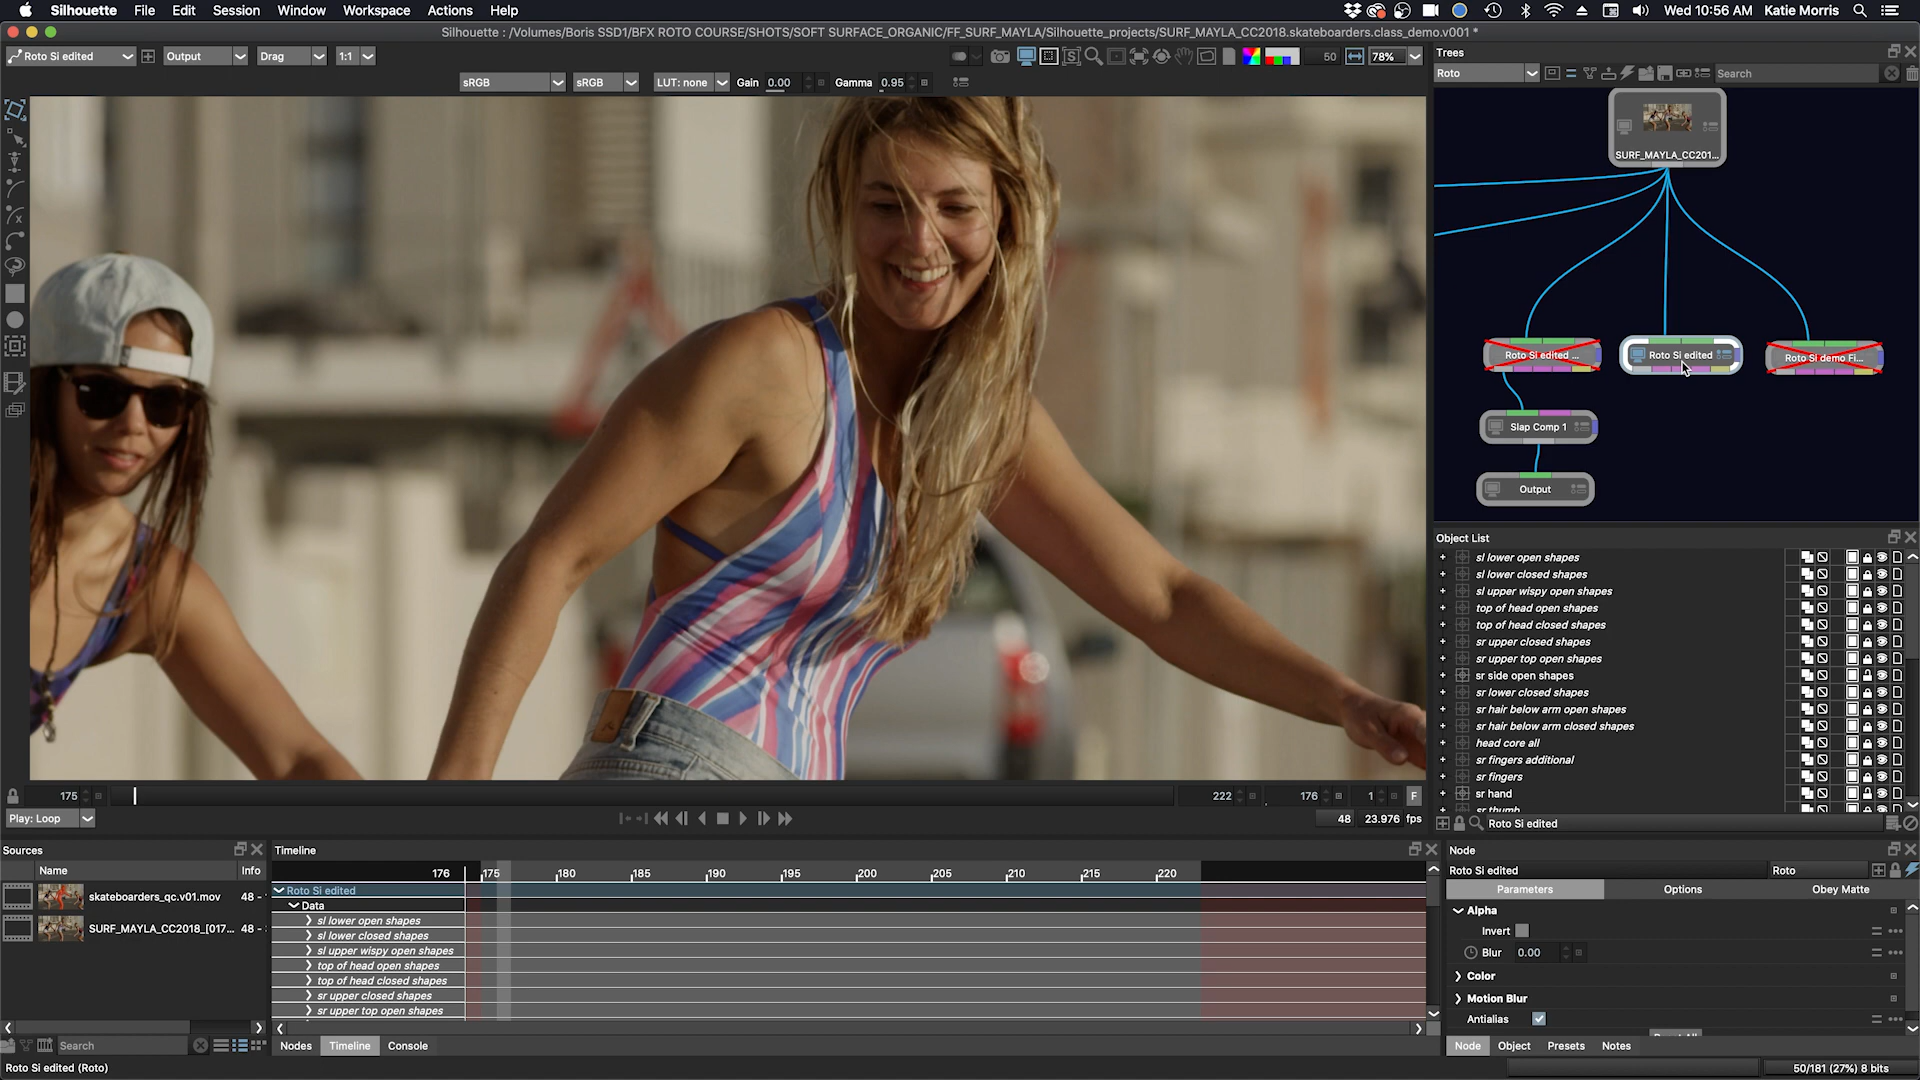 Silhouette File Edit Session Window Workspace Actions Help Wed 10:56 AM Katie Morris
Silhouette : /Volumes/Boris SSD1/BFX ROTO COURSE/SHOTS/SOFT SURFACE_ORGANIC/FF_SURF_MAYLA/Silhouette_projects/SURF_MAYLA_CC2018.skateboarders.class_demo.v001 *
Roto Si edited Output Drag 1:1 50 78%
sRGB sRGB LUT: none Gain 0.00 Gamma 0.95
Trees
Roto Search
SURF_MAYLA_CC201...
Roto Si edited ... Roto Si edited Roto Si demo Fi...
Slap Comp 1
Output
Object List
sl lower open shapes
sl lower closed shapes
sl upper wispy open shapes
top of head open shapes
top of head closed shapes
sr upper closed shapes
sr upper top open shapes
sr side open shapes
sr lower closed shapes
sr hair below arm open shapes
sr hair below arm closed shapes
head core all
sr fingers additional
sr fingers
sr hand
sr thumb
Roto Si edited
175 222 176 1 F
Play: Loop 48 23.976 fps
Sources
Name Info
skateboarders_qc.v01.mov 48 -
SURF_MAYLA_CC2018_[017... 48 -
Search
Timeline
176 175 180 185 190 195 200 205 210 215 220
Roto Si edited
Data
sl lower open shapes
sl lower closed shapes
sl upper wispy open shapes
top of head open shapes
top of head closed shapes
sr upper closed shapes
sr upper top open shapes
Nodes Timeline Console
Node
Roto Si edited Roto
Parameters Options Obey Matte
Alpha
Invert
Blur 0.00
Color
Motion Blur
Antialias
Node Object Presets Notes
Roto Si edited (Roto) 50/181 (27%) 8 bits